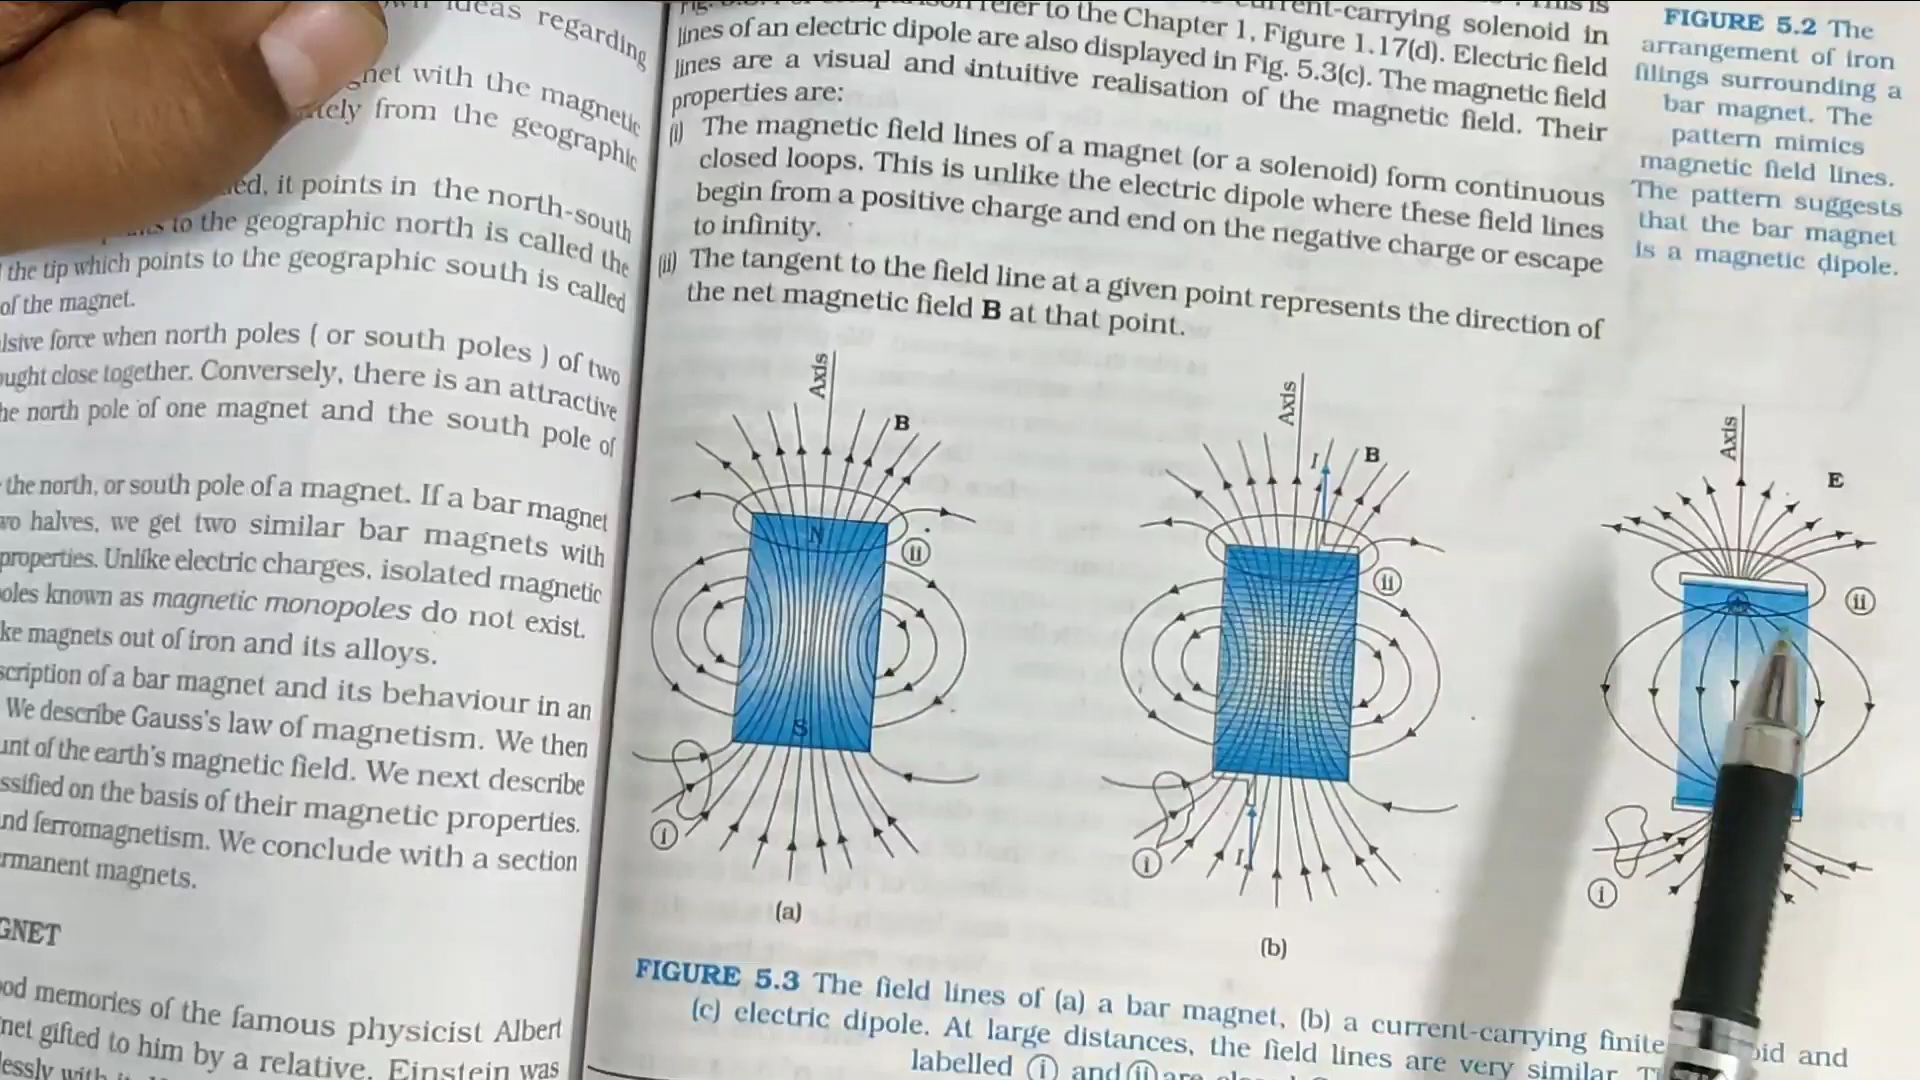 ideas regarding
gnet with the magnetic
tely from the geographic
ed, it points in the north-south
to the geographic north is called the
the tip which points to the geographic south is called
of the magnet.
lsive force when north poles ( or south poles ) of two
ought close together. Conversely, there is an attractive
he north pole of one magnet and the south pole of
the north, or south pole of a magnet. If a bar magnet
wo halves, we get two similar bar magnets with
properties. Unlike electric charges, isolated magnetic
oles known as magnetic monopoles do not exist.
ke magnets out of iron and its alloys.
scription of a bar magnet and its behaviour in an
We describe Gauss's law of magnetism. We then
unt of the earth's magnetic field. We next describe
ssified on the basis of their magnetic properties.
nd ferromagnetism. We conclude with a section
rmanent magnets.
GNET
od memories of the famous physicist Albert
net gifted to him by a relative. Einstein was
lessly with
refer to the Chapter 1, Figure 1.17(d). Electric field
current-carrying solenoid in
lines of an electric dipole are also displayed in Fig. 5.3(c). The magnetic field
lines are a visual and intuitive realisation of the magnetic field. Their
properties are:
(i) The magnetic field lines of a magnet (or a solenoid) form continuous
closed loops. This is unlike the electric dipole where these field lines
begin from a positive charge and end on the negative charge or escape
to infinity.
(ii) The tangent to the field line at a given point represents the direction of
the net magnetic field B at that point.
FIGURE 5.2 The
arrangement of iron
filings surrounding a
bar magnet. The
pattern mimics
magnetic field lines.
The pattern suggests
that the bar magnet
is a magnetic dipole.
Axis
B
N
ii
S
i
(a)
Axis
I
B
ii
i
I
(b)
Axis
E
ii
i
FIGURE 5.3 The field lines of (a) a bar magnet, (b) a current-carrying finite oid and
(c) electric dipole. At large distances, the field lines are very similar.
labelled i and ii are